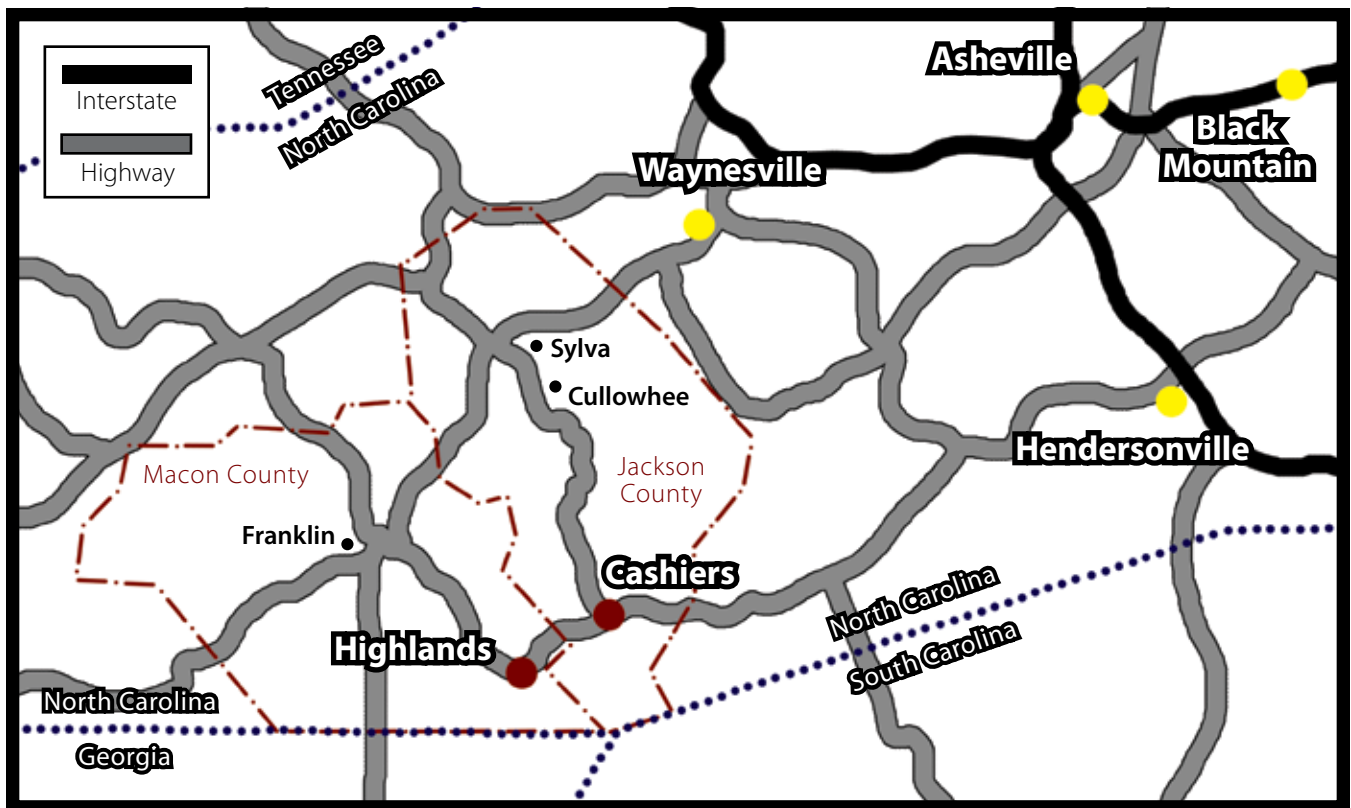 Interstate
Highway
Tennessee
North Carolina
Asheville
Black
Mountain
Waynesville
Sylva
Cullowhee
Hendersonville
Macon County
Jackson
County
Franklin
Cashiers
Highlands
North Carolina
South Carolina
North Carolina
Georgia